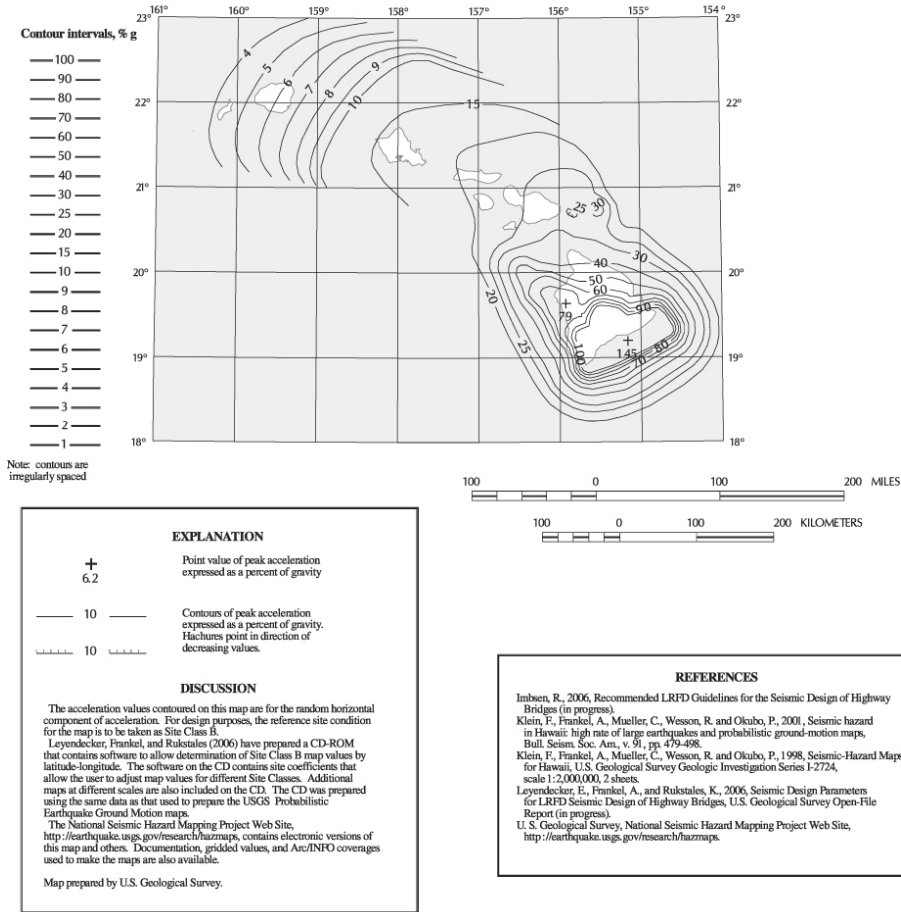 161° 160° 159° 158° 157° 156° 155° 154°
23° 23°
Contour intervals, % g
100
90
80
70
60
50
40
30
25
20
15
10
9
8
7
6
5
4
3
2
1
Note: contours are
irregularly spaced
4
5
6
7
8
9
10
15
22° 22°
21° 21°
25
30
20° 20°
30
40
50
60
20
25
79
90
19° 19°
100
145
70
80
18° 18°
100 0 100 200 MILES
100 0 100 200 KILOMETERS
EXPLANATION
+
6.2
Point value of peak acceleration
expressed as a percent of gravity
10
Contours of peak acceleration
expressed as a percent of gravity.
Hachures point in direction of
decreasing values.
10
DISCUSSION
The acceleration values contoured on this map are for the random horizontal
component of acceleration. For design purposes, the reference site condition
for the map is to be taken as Site Class B.
Leyendecker, Frankel, and Rukstales (2006) have prepared a CD-ROM
that contains software to allow determination of Site Class B map values by
latitude-longitude. The software on the CD contains site coefficients that
allow the user to adjust map values for different Site Classes. Additional
maps at different scales are also included on the CD. The CD was prepared
using the same data as that used to prepare the USGS Probabilistic
Earthquake Ground Motion maps.
The National Seismic Hazard Mapping Project Web Site,
http://earthquake.usgs.gov/research/hazmaps, contains electronic versions of
this map and others. Documentation, gridded values, and Arc/INFO coverages
used to make the maps are also available.
Map prepared by U.S. Geological Survey.
REFERENCES
Imbsen, R., 2006, Recommended LRFD Guidelines for the Seismic Design of Highway
Bridges (in progress).
Klein, F., Frankel, A., Mueller, C., Wesson, R. and Okubo, P., 2001, Seismic hazard
in Hawaii: high rate of large earthquakes and probabilistic ground-motion maps,
Bull. Seism. Soc. Am., v. 91, pp. 479-498.
Klein, F., Frankel, A., Mueller, C., Wesson, R. and Okubo, P., 1998, Seismic-Hazard Maps
for Hawaii, U.S. Geological Survey Geologic Investigation Series I-2724,
scale 1:2,000,000, 2 sheets.
Leyendecker, E., Frankel, A., and Rukstales, K., 2006, Seismic Design Parameters
for LRFD Seismic Design of Highway Bridges, U.S. Geological Survey Open-File
Report (in progress).
U. S. Geological Survey, National Seismic Hazard Mapping Project Web Site,
http://earthquake.usgs.gov/research/hazmaps.